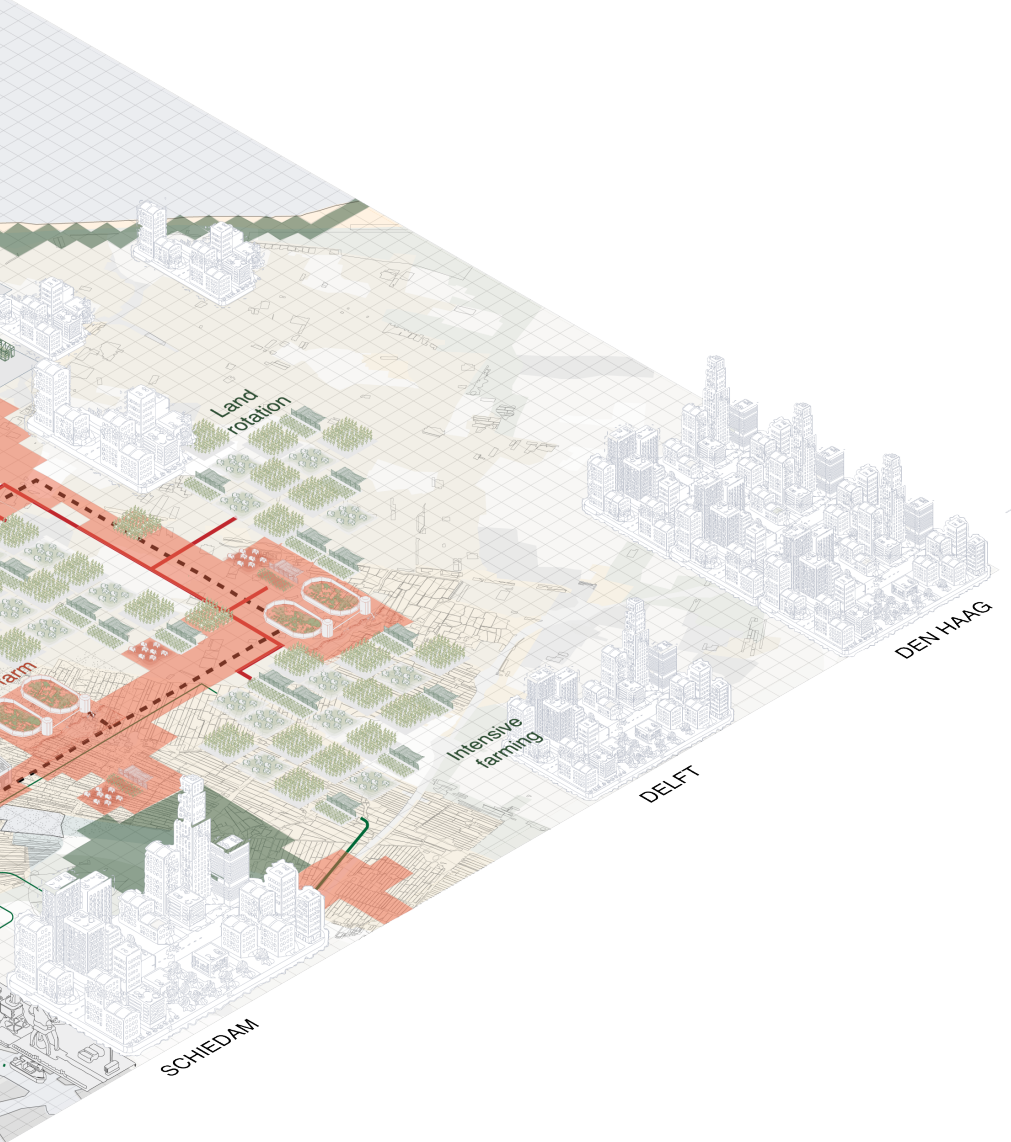 Land
rotation
arm
Intensive
farming
DEN HAAG
DELFT
SCHIEDAM